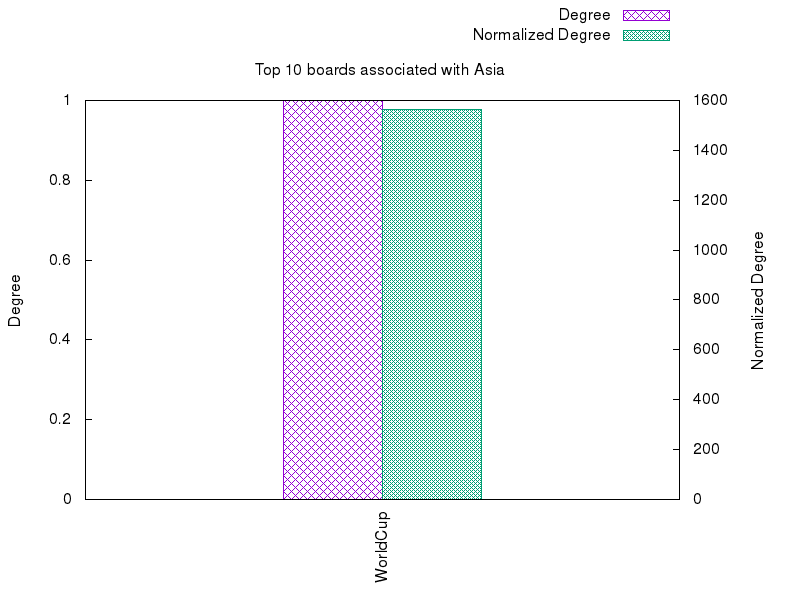 Degree
Normalized Degree
Top 10 boards associated with Asia
1
0.8
0.6
0.4
0.2
0
Degree
1600
1400
1200
1000
800
600
400
200
0
Normalized Degree
WorldCup